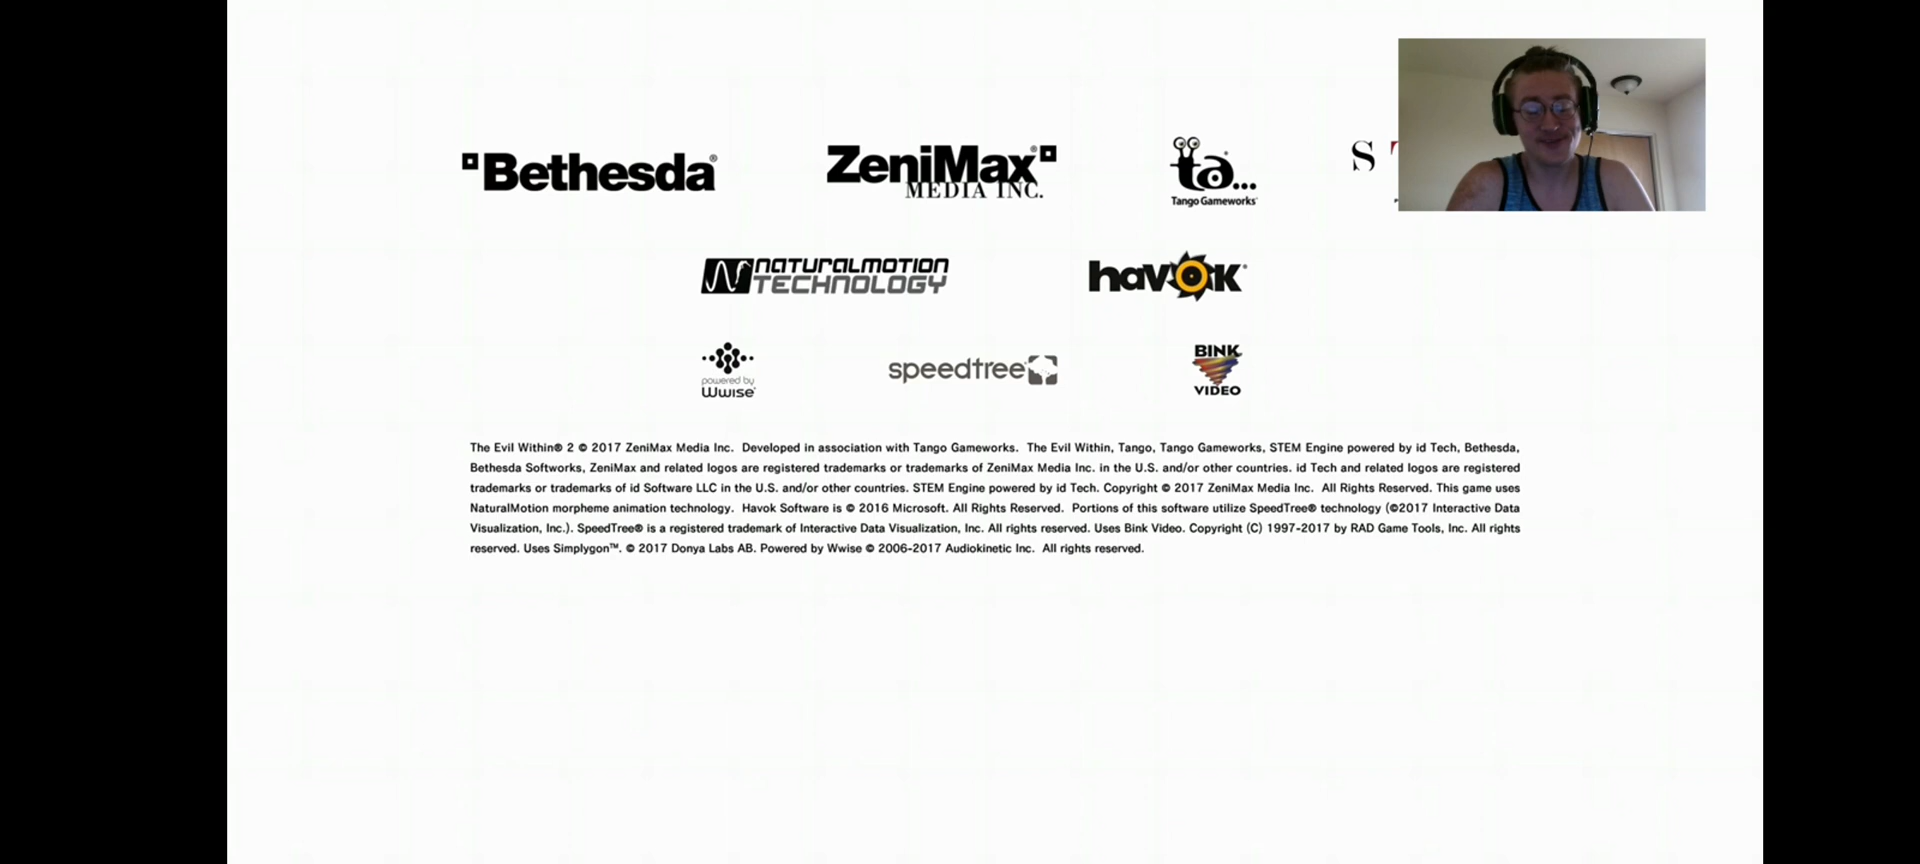 Bethesda®
ZeniMax®
MEDIA INC.
ta...
Tango Gameworks®
S T
NATURALMOTION
TECHNOLOGY
havok®
powered by
Wwise®
speedtree®
BINK
VIDEO
The Evil Within® 2 © 2017 ZeniMax Media Inc.  Developed in association with Tango Gameworks.  The Evil Within, Tango, Tango Gameworks, STEM Engine powered by id Tech, Bethesda,
Bethesda Softworks, ZeniMax and related logos are registered trademarks or trademarks of ZeniMax Media Inc. in the U.S. and/or other countries. id Tech and related logos are registered
trademarks or trademarks of id Software LLC in the U.S. and/or other countries. STEM Engine powered by id Tech. Copyright © 2017 ZeniMax Media Inc.  All Rights Reserved. This game uses
NaturalMotion morpheme animation technology.  Havok Software is © 2016 Microsoft. All Rights Reserved.  Portions of this software utilize SpeedTree® technology (©2017 Interactive Data
Visualization, Inc.). SpeedTree® is a registered trademark of Interactive Data Visualization, Inc. All rights reserved. Uses Bink Video. Copyright (C) 1997-2017 by RAD Game Tools, Inc. All rights
reserved. Uses Simplygon™. © 2017 Donya Labs AB. Powered by Wwise © 2006-2017 Audiokinetic Inc.  All rights reserved.